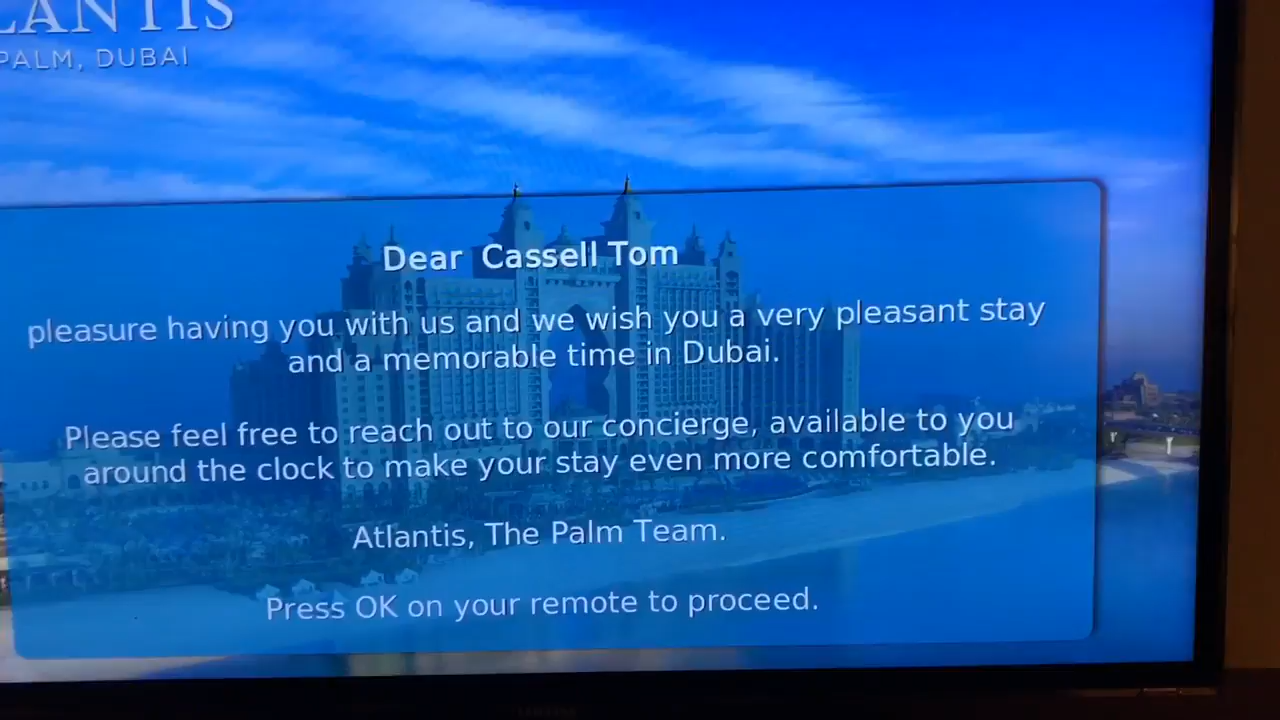 LANTIS
PALM, DUBAI
Dear Cassell Tom
pleasure having you with us and we wish you a very pleasant stay
and a memorable time in Dubai.
Please feel free to reach out to our concierge, available to you
around the clock to make your stay even more comfortable.
Atlantis, The Palm Team.
Press OK on your remote to proceed.